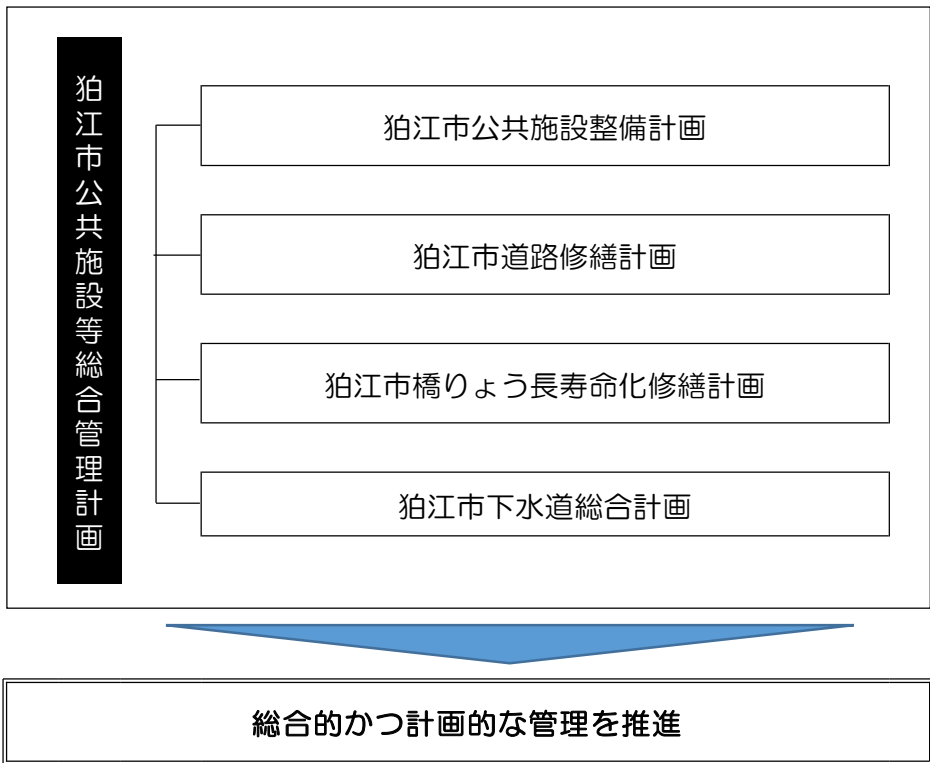 狛江市公共施設等総合管理計画
狛江市公共施設整備計画
狛江市道路修繕計画
狛江市橋りょう長寿命化修繕計画
狛江市下水道総合計画
総合的かつ計画的な管理を推進